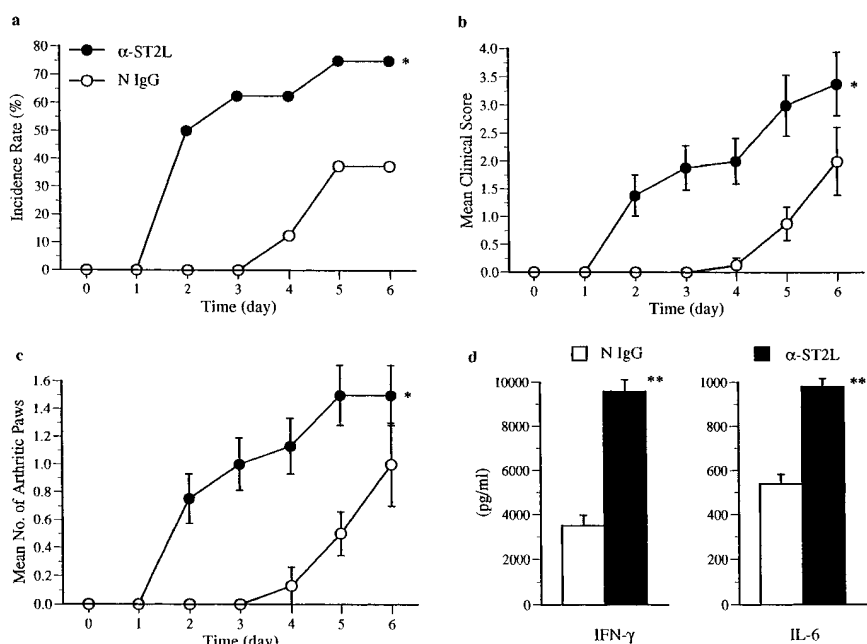 a
80
70
60
50
40
30
20
10
0
Incidence Rate (%)
α-ST2L
N IgG
*
0 1 2 3 4 5 6
Time (day)
b
4.0
3.5
3.0
2.5
2.0
1.5
1.0
0.5
0.0
Mean Clinical Score
*
0 1 2 3 4 5 6
Time (day)
c
1.6
1.4
1.2
1.0
0.8
0.6
0.4
0.2
0.0
Mean No. of Arthritic Paws
*
0 1 2 3 4 5 6
Time (day)
d
N IgG
α-ST2L
10000
8000
6000
4000
2000
0
(pg/ml)
**
IFN-γ
1000
800
600
400
200
0
**
IL-6